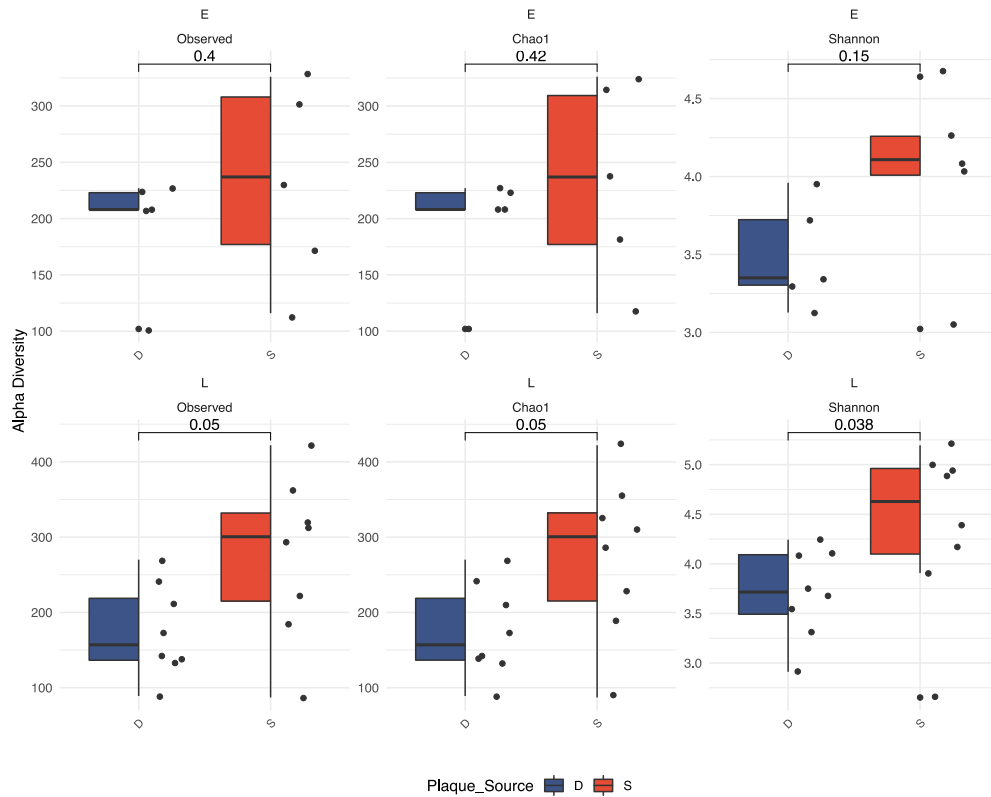 E
Observed
0.4
300
250
200
150
100
D
S
E
Chao1
0.42
300
250
200
150
100
D
S
E
Shannon
0.15
4.5
4.0
3.5
3.0
D
S
Alpha Diversity
L
Observed
0.05
400
300
200
100
D
S
L
Chao1
0.05
400
300
200
100
D
S
L
Shannon
0.038
5.0
4.5
4.0
3.5
3.0
D
S
Plaque_Source D S